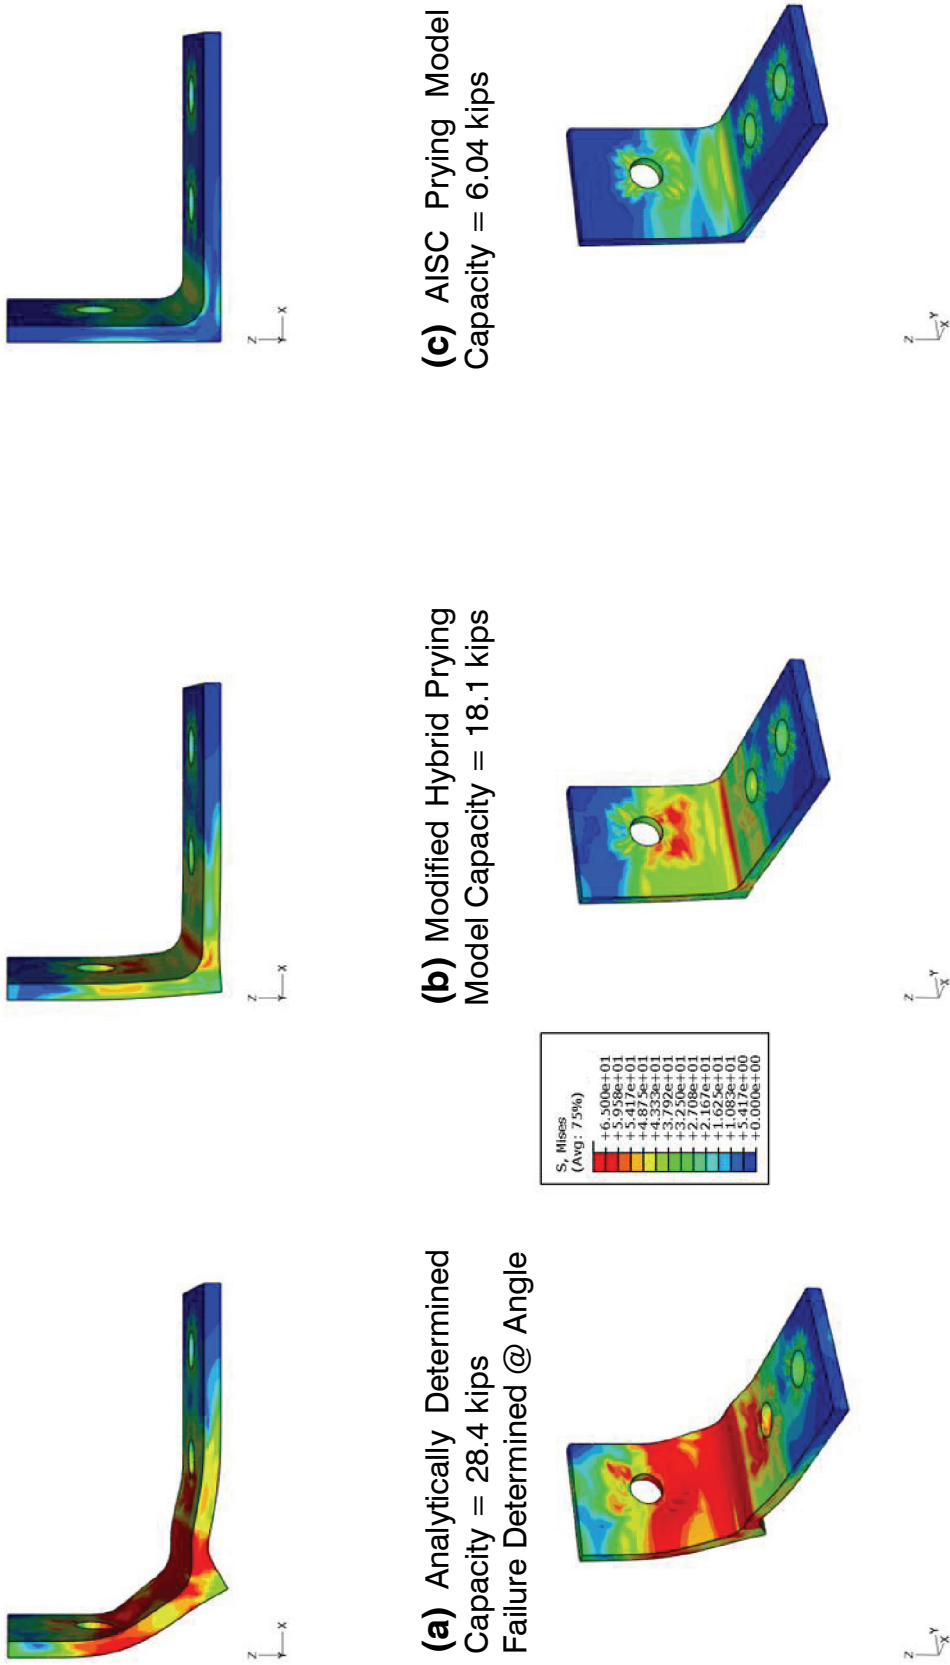 (a) Analytically Determined
Capacity = 28.4 kips
Failure Determined @ Angle
(b) Modified Hybrid Prying
Model Capacity = 18.1 kips
(c) AISC Prying Model
Capacity = 6.04 kips
S, Mises
(Avg: 75%)
+6.500e+01
+5.958e+01
+5.417e+01
+4.875e+01
+4.333e+01
+3.792e+01
+3.250e+01
+2.708e+01
+2.167e+01
+1.625e+01
+1.083e+01
+5.417e+00
+0.000e+00
Z
X
Z
X
Z
X
Z
Y
X
Z
Y
X
Z
Y
X